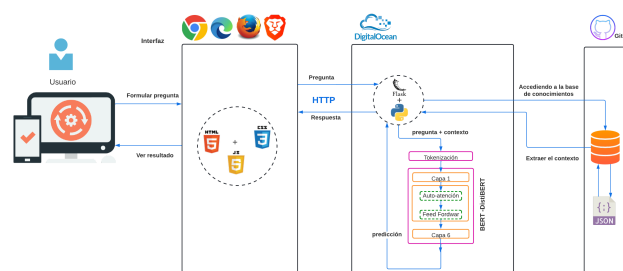 Interfaz
DigitalOcean
Git
Usuario
Formular pregunta
Ver resultado
HTML
CSS
+
JS
Pregunta
HTTP
Respuesta
Flask
+
Accediendo a la base
de conocimientos
Extraer el contexto
pregunta + contexto
Tokenización
Capa 1
Auto-atención
Feed Fordwar
Capa 6
predicción
BERT -DistilBERT
{:}
JSON